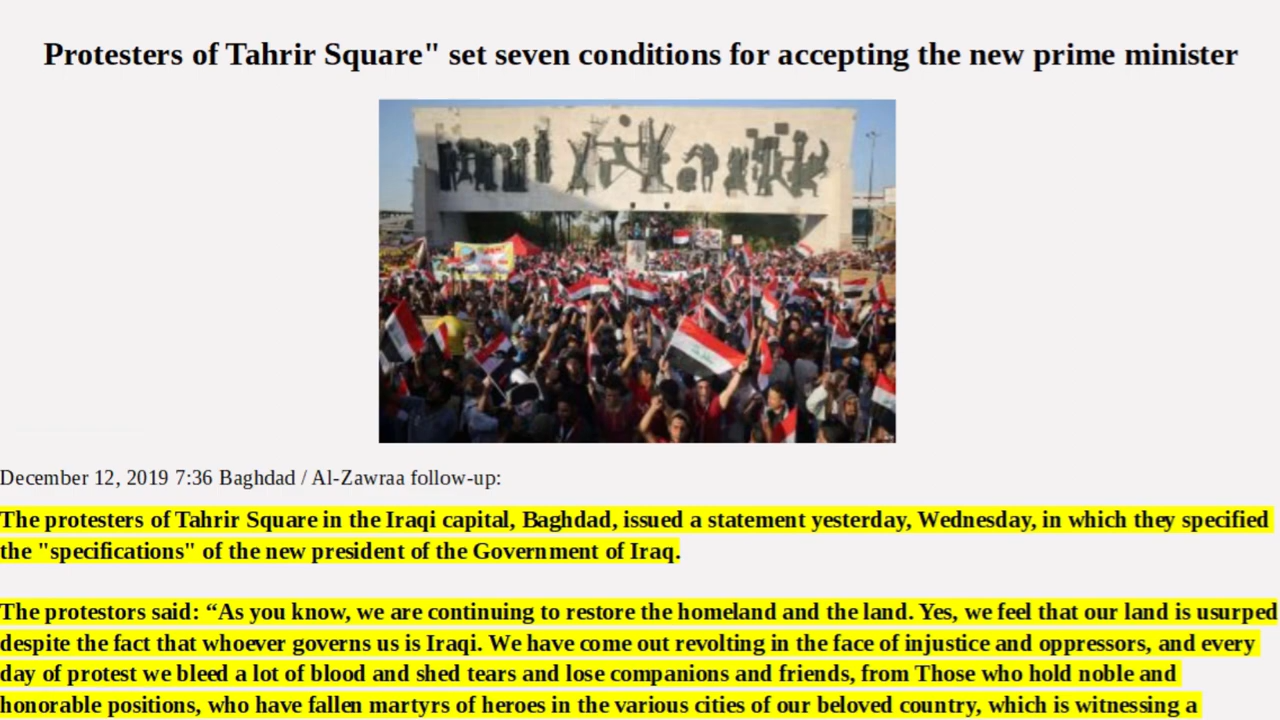 Protesters of Tahrir Square" set seven conditions for accepting the new prime minister
December 12, 2019 7:36 Baghdad / Al-Zawraa follow-up:
The protesters of Tahrir Square in the Iraqi capital, Baghdad, issued a statement yesterday, Wednesday, in which they specified
the "specifications" of the new president of the Government of Iraq.
The protestors said: “As you know, we are continuing to restore the homeland and the land. Yes, we feel that our land is usurped
despite the fact that whoever governs us is Iraqi. We have come out revolting in the face of injustice and oppressors, and every
day of protest we bleed a lot of blood and shed tears and lose companions and friends, from Those who hold noble and
honorable positions, who have fallen martyrs of heroes in the various cities of our beloved country, which is witnessing a